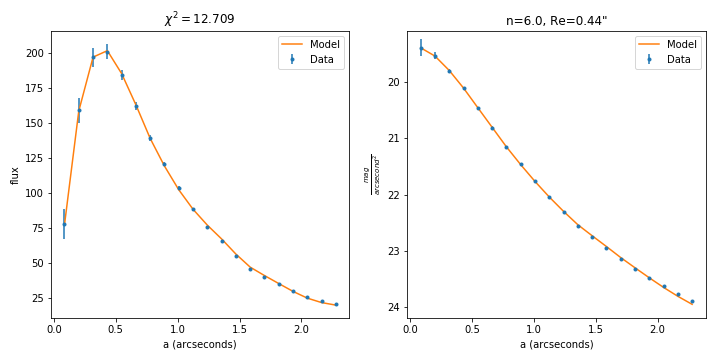 χ² = 12.709
Model
Data
flux
200
175
150
125
100
75
50
25
0.0 0.5 1.0 1.5 2.0
a (arcseconds)
n=6.0, Re=0.44"
Model
Data
mag
arcsecond²
20
21
22
23
24
0.0 0.5 1.0 1.5 2.0
a (arcseconds)